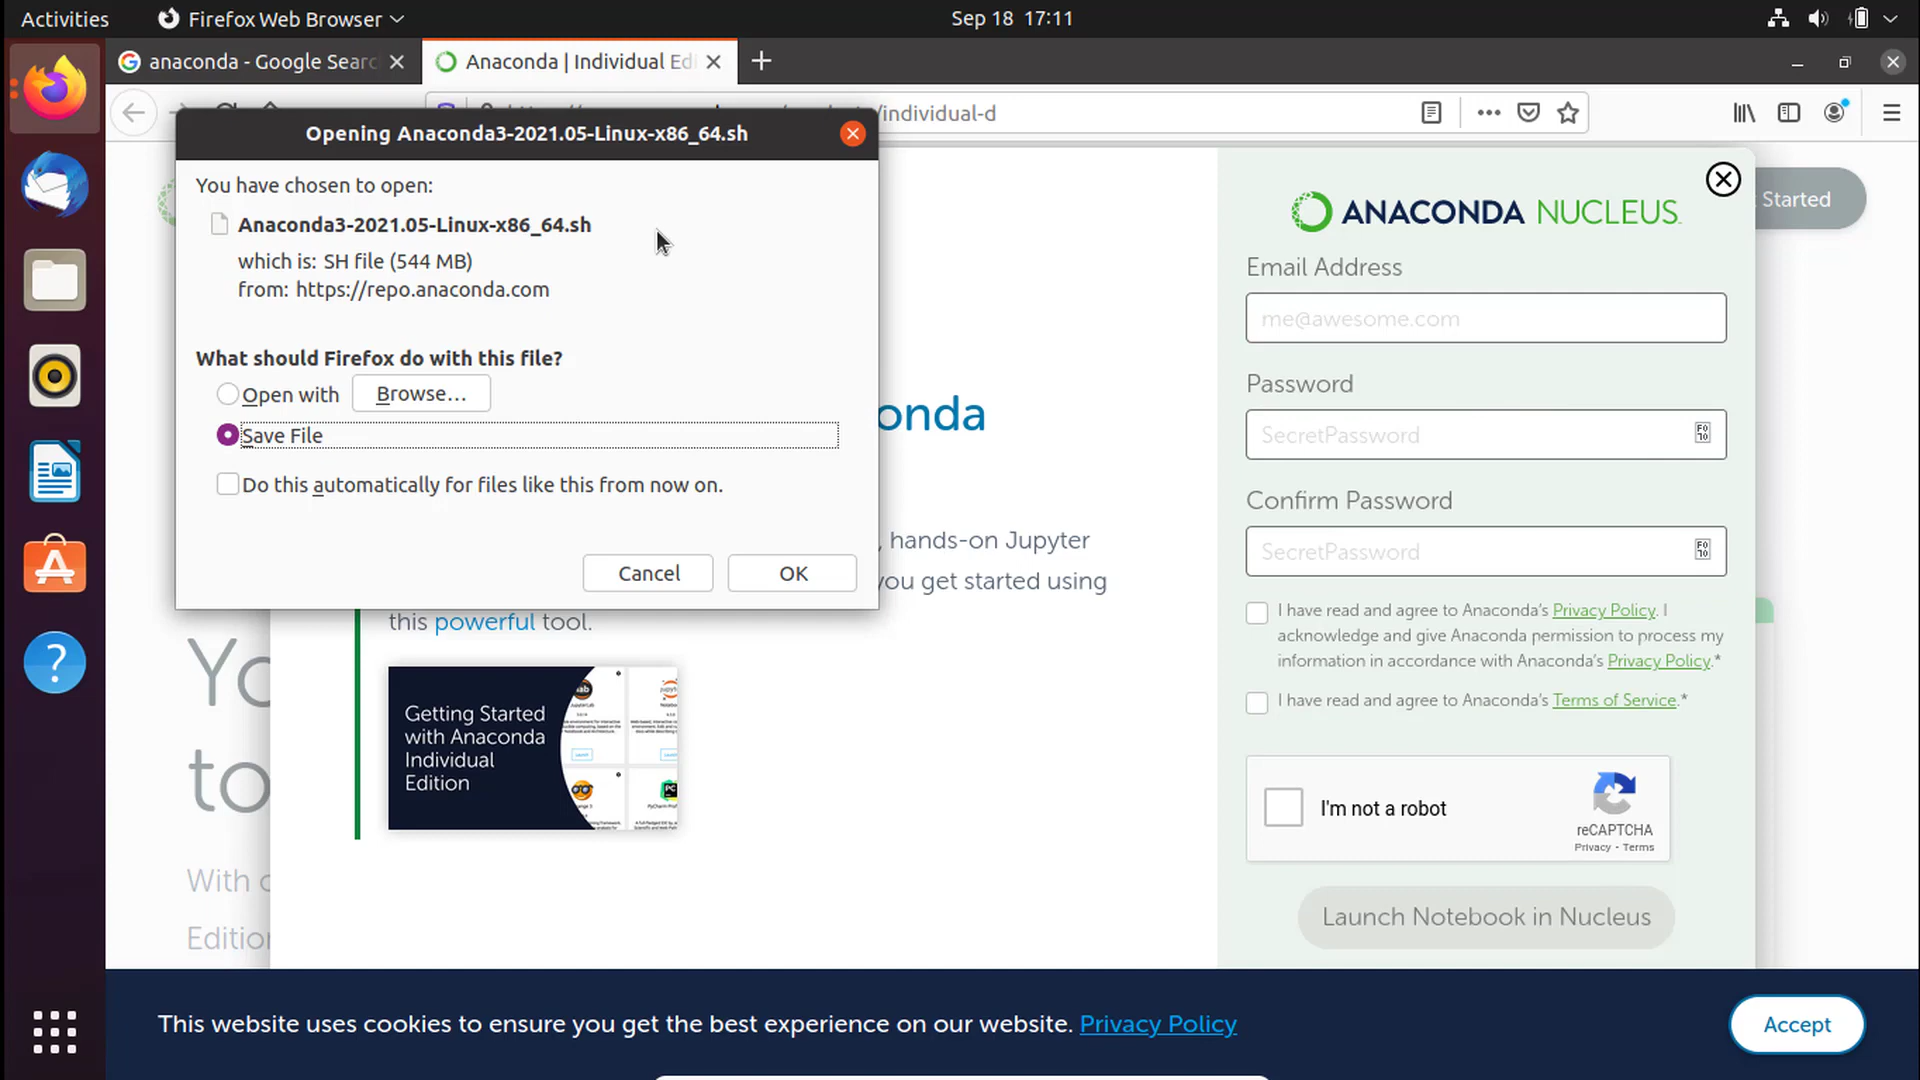 Activities
Firefox Web Browser
Sep 18 17:11
anaconda - Google Searc
Anaconda | Individual Edi
/individual-d
Opening Anaconda3-2021.05-Linux-x86_64.sh
You have chosen to open:
Anaconda3-2021.05-Linux-x86_64.sh
which is: SH file (544 MB)
from: https://repo.anaconda.com
What should Firefox do with this file?
Open with
Browse...
Save File
Do this automatically for files like this from now on.
Cancel
OK
Started
ANACONDA NUCLEUS.
Email Address
me@awesome.com
Password
SecretPassword
Confirm Password
SecretPassword
I have read and agree to Anaconda's Privacy Policy. I
acknowledge and give Anaconda permission to process my
information in accordance with Anaconda's Privacy Policy.*
I have read and agree to Anaconda's Terms of Service.*
I'm not a robot
reCAPTCHA
Privacy - Terms
Launch Notebook in Nucleus
onda
, hands-on Jupyter
you get started using
this powerful tool.
Getting Started
with Anaconda
Individual
Edition
Yo
to
With o
Edition
This website uses cookies to ensure you get the best experience on our website. Privacy Policy
Accept